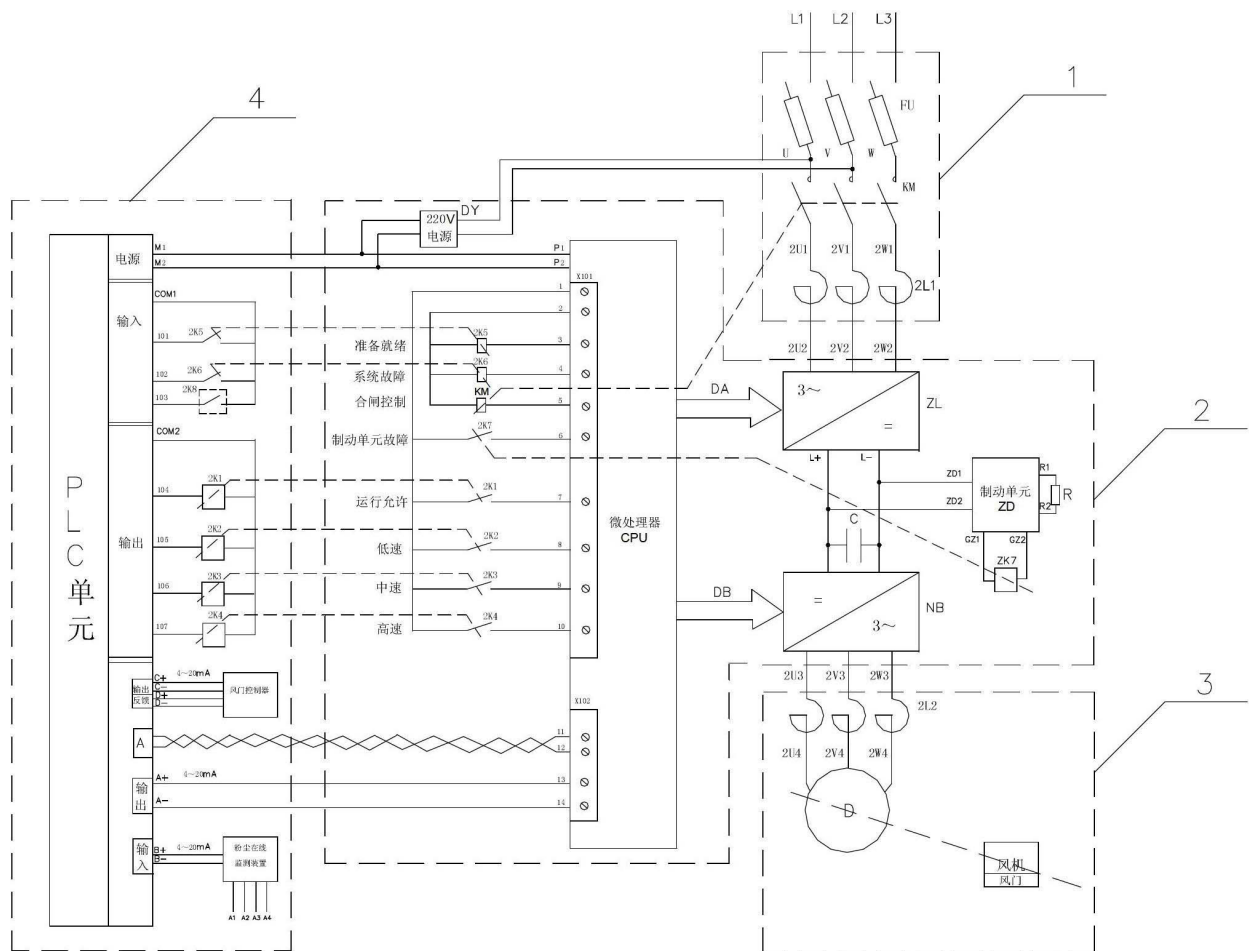 L1 L2 L3
1
FU
4
U V W
KM
DY
220V
电源
2U1 2V1 2W1
2L1
电源
M1
M2
P1
P2
X101
COM1
输入
1
2
101
2K5
2K5
准备就绪
3
2U2 2V2 2W2
102
2K6
2K6
系统故障
4
DA
3~
=
ZL
2K8
103
KM
合闸控制
5
2
COM2
2K7
制动单元故障
6
L+ L-
PLC单元
2K1
104
2K1
运行允许
7
ZD1
ZD2
制动单元
ZD
R1
R
R2
微处理器
CPU
C
输出
2K2
105
2K2
低速
8
GZ1 GZ2
ZK7
2K3
106
2K3
中速
9
DB
=
3~
NB
2K4
107
2K4
高速
10
2U3 2V3 2W3
3
输出
反馈
C+
C-
D+
D-
4~20mA
风门控制器
X102
2L2
A
11
12
2U4 2V4 2W4
输出
A+
A-
4~20mA
13
14
D
输入
B+
B-
4~20mA
粉尘在线
监测装置
风机
风门
A1 A2 A3 A4